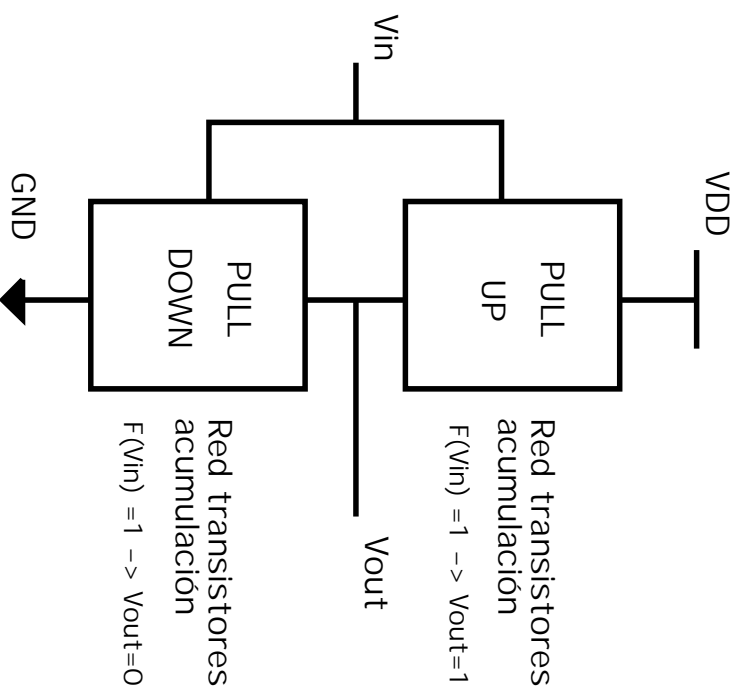 VDD
PULL
UP
Red transistores
acumulación
F(Vin) =1 -> Vout=1
Vin
Vout
PULL
DOWN
Red transistores
acumulación
F(Vin) =1 -> Vout=0
GND